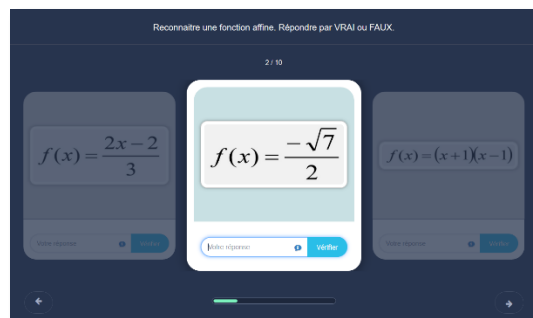 Reconnaitre une fonction affine. Répondre par VRAI ou FAUX.
2 / 10
f(x) = (2x − 2)/3
Votre réponse
Vérifier
f(x) = −√7/2
Votre réponse
Vérifier
f(x) = (x+1)(x−1)
Votre réponse
Vérifier